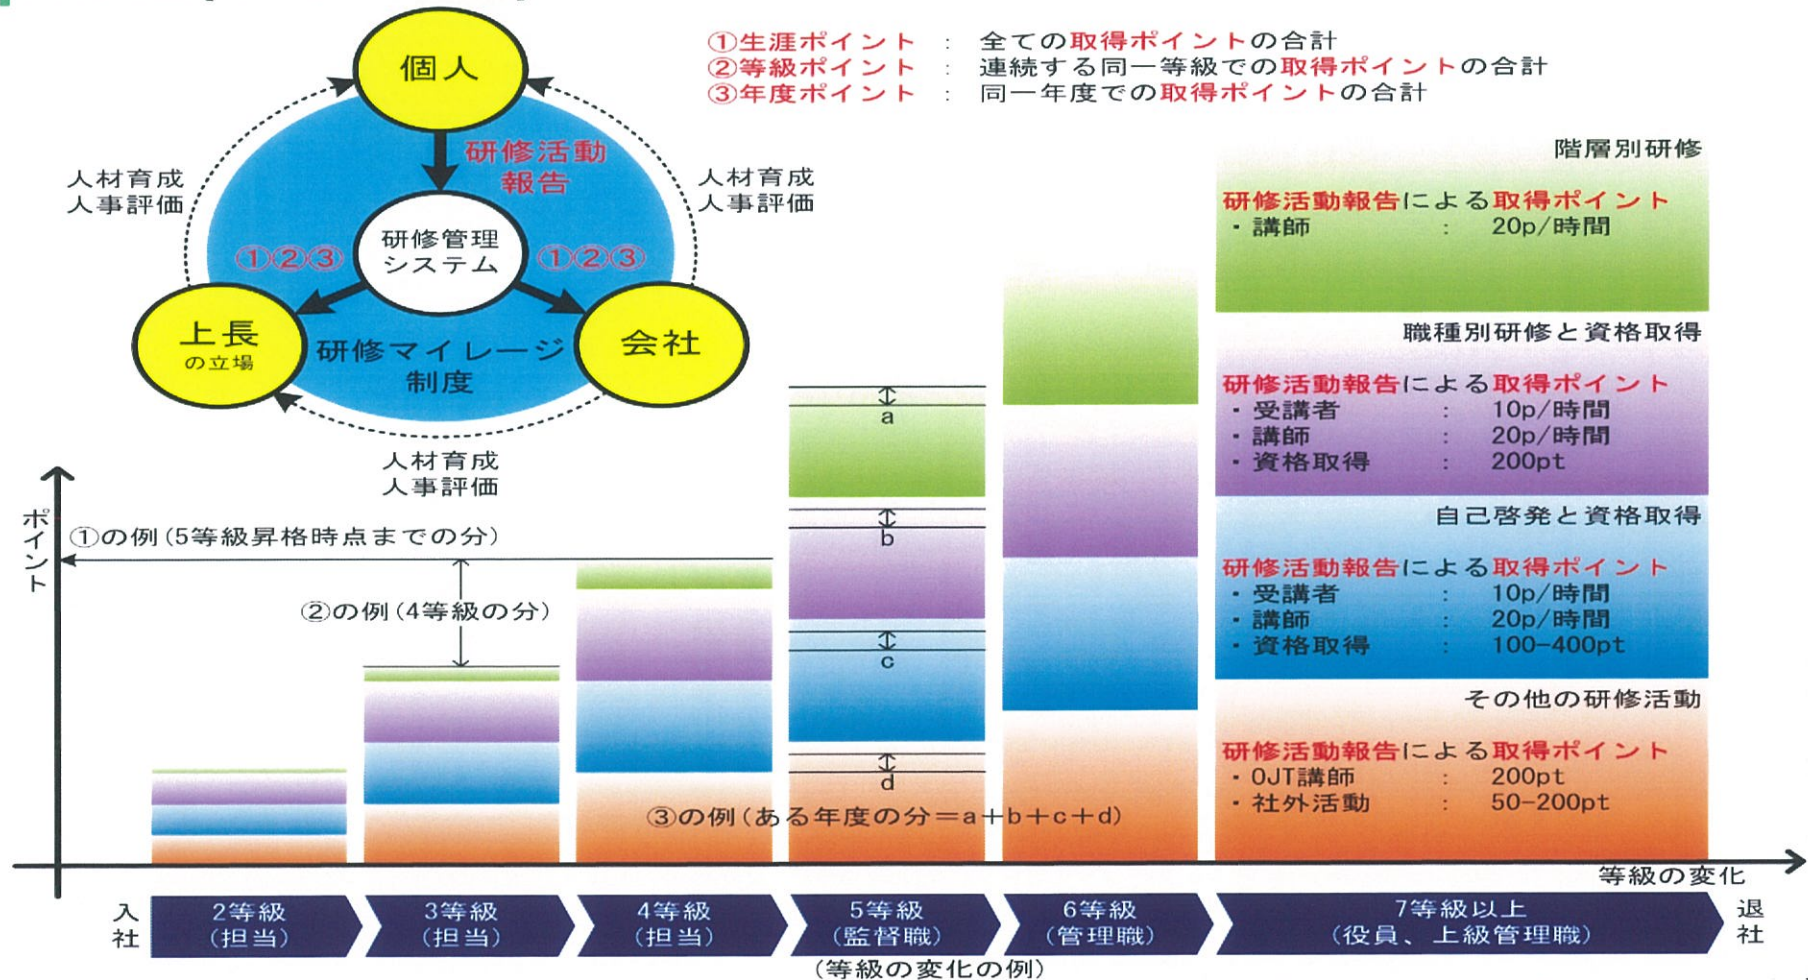 個人
研修活動
報告
人材育成
人事評価
人材育成
人事評価
研修管理
システム
①②③
①②③
上長
の立場
会社
研修マイレージ
制度
人材育成
人事評価
①生涯ポイント : 全ての取得ポイントの合計
②等級ポイント : 連続する同一等級での取得ポイントの合計
③年度ポイント : 同一年度での取得ポイントの合計
階層別研修
研修活動報告による取得ポイント
・講師 : 20p/時間
職種別研修と資格取得
研修活動報告による取得ポイント
・受講者 : 10p/時間
・講師 : 20p/時間
・資格取得 : 200pt
自己啓発と資格取得
研修活動報告による取得ポイント
・受講者 : 10p/時間
・講師 : 20p/時間
・資格取得 : 100-400pt
その他の研修活動
研修活動報告による取得ポイント
・OJT講師 : 200pt
・社外活動 : 50-200pt
ポイント
①の例(5等級昇格時点までの分)
②の例(4等級の分)
a
b
c
d
③の例(ある年度の分=a+b+c+d)
等級の変化
入社
2等級
(担当)
3等級
(担当)
4等級
(担当)
5等級
(監督職)
6等級
(管理職)
7等級以上
(役員、上級管理職)
退社
(等級の変化の例)